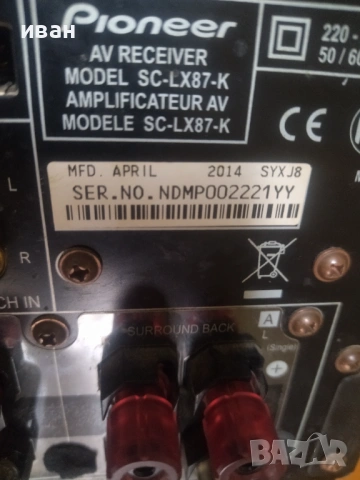 иван
Pioneer
AV RECEIVER
MODEL SC-LX87-K
AMPLIFICATEUR AV
MODELE SC-LX87-K
220-
50/60
MFD. APRIL 2014 SYXJ8
SER.NO.NDMP002221YY
L
R
CH IN
SURROUND BACK
A
L
(Single)
+
BAZAR